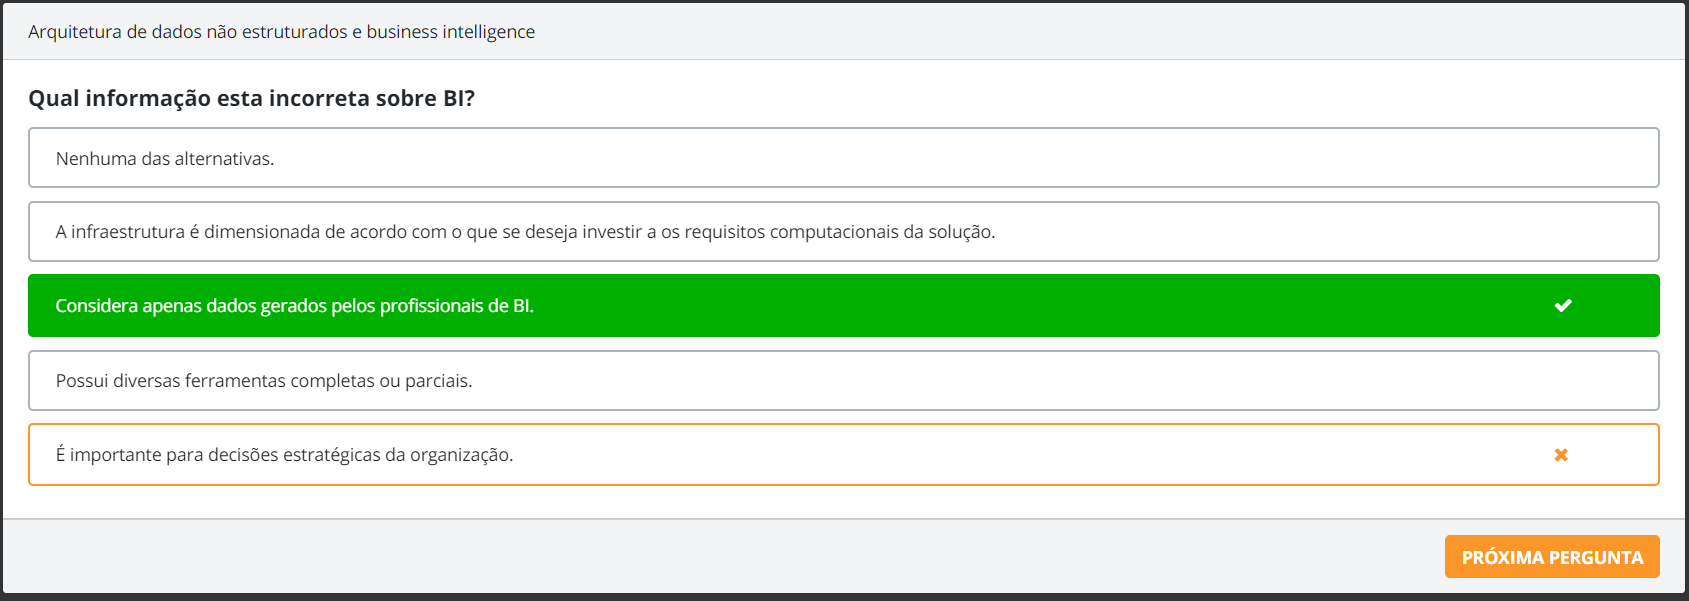 Arquitetura de dados não estruturados e business intelligence
Qual informação esta incorreta sobre BI?
Nenhuma das alternativas.
A infraestrutura é dimensionada de acordo com o que se deseja investir a os requisitos computacionais da solução.
Considera apenas dados gerados pelos profissionais de BI.
Possui diversas ferramentas completas ou parciais.
É importante para decisões estratégicas da organização.
PRÓXIMA PERGUNTA